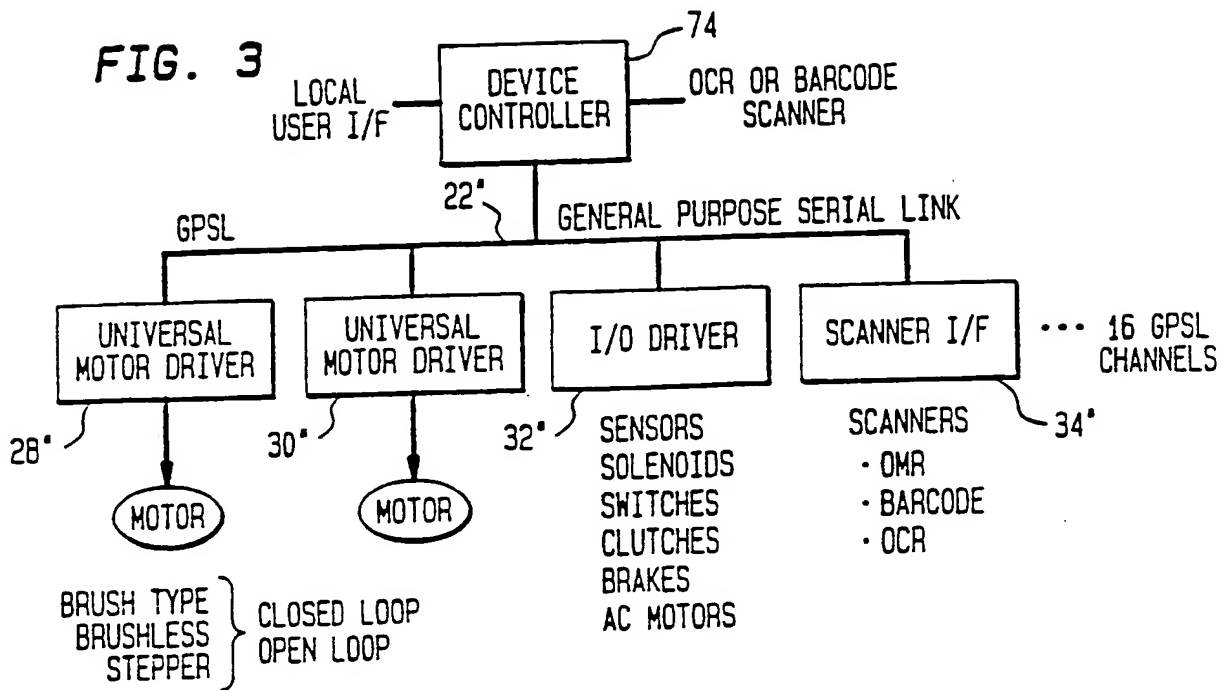 FIG. 3
74
LOCAL
USER I/F
DEVICE
CONTROLLER
OCR OR BARCODE
SCANNER
22"
GPSL
GENERAL PURPOSE SERIAL LINK
UNIVERSAL
MOTOR DRIVER
UNIVERSAL
MOTOR DRIVER
I/O DRIVER
SCANNER I/F
••• 16 GPSL
CHANNELS
28"
30"
32"
34"
MOTOR
MOTOR
SENSORS
SOLENOIDS
SWITCHES
CLUTCHES
BRAKES
AC MOTORS
SCANNERS
· OMR
· BARCODE
· OCR
BRUSH TYPE
BRUSHLESS
STEPPER
CLOSED LOOP
OPEN LOOP